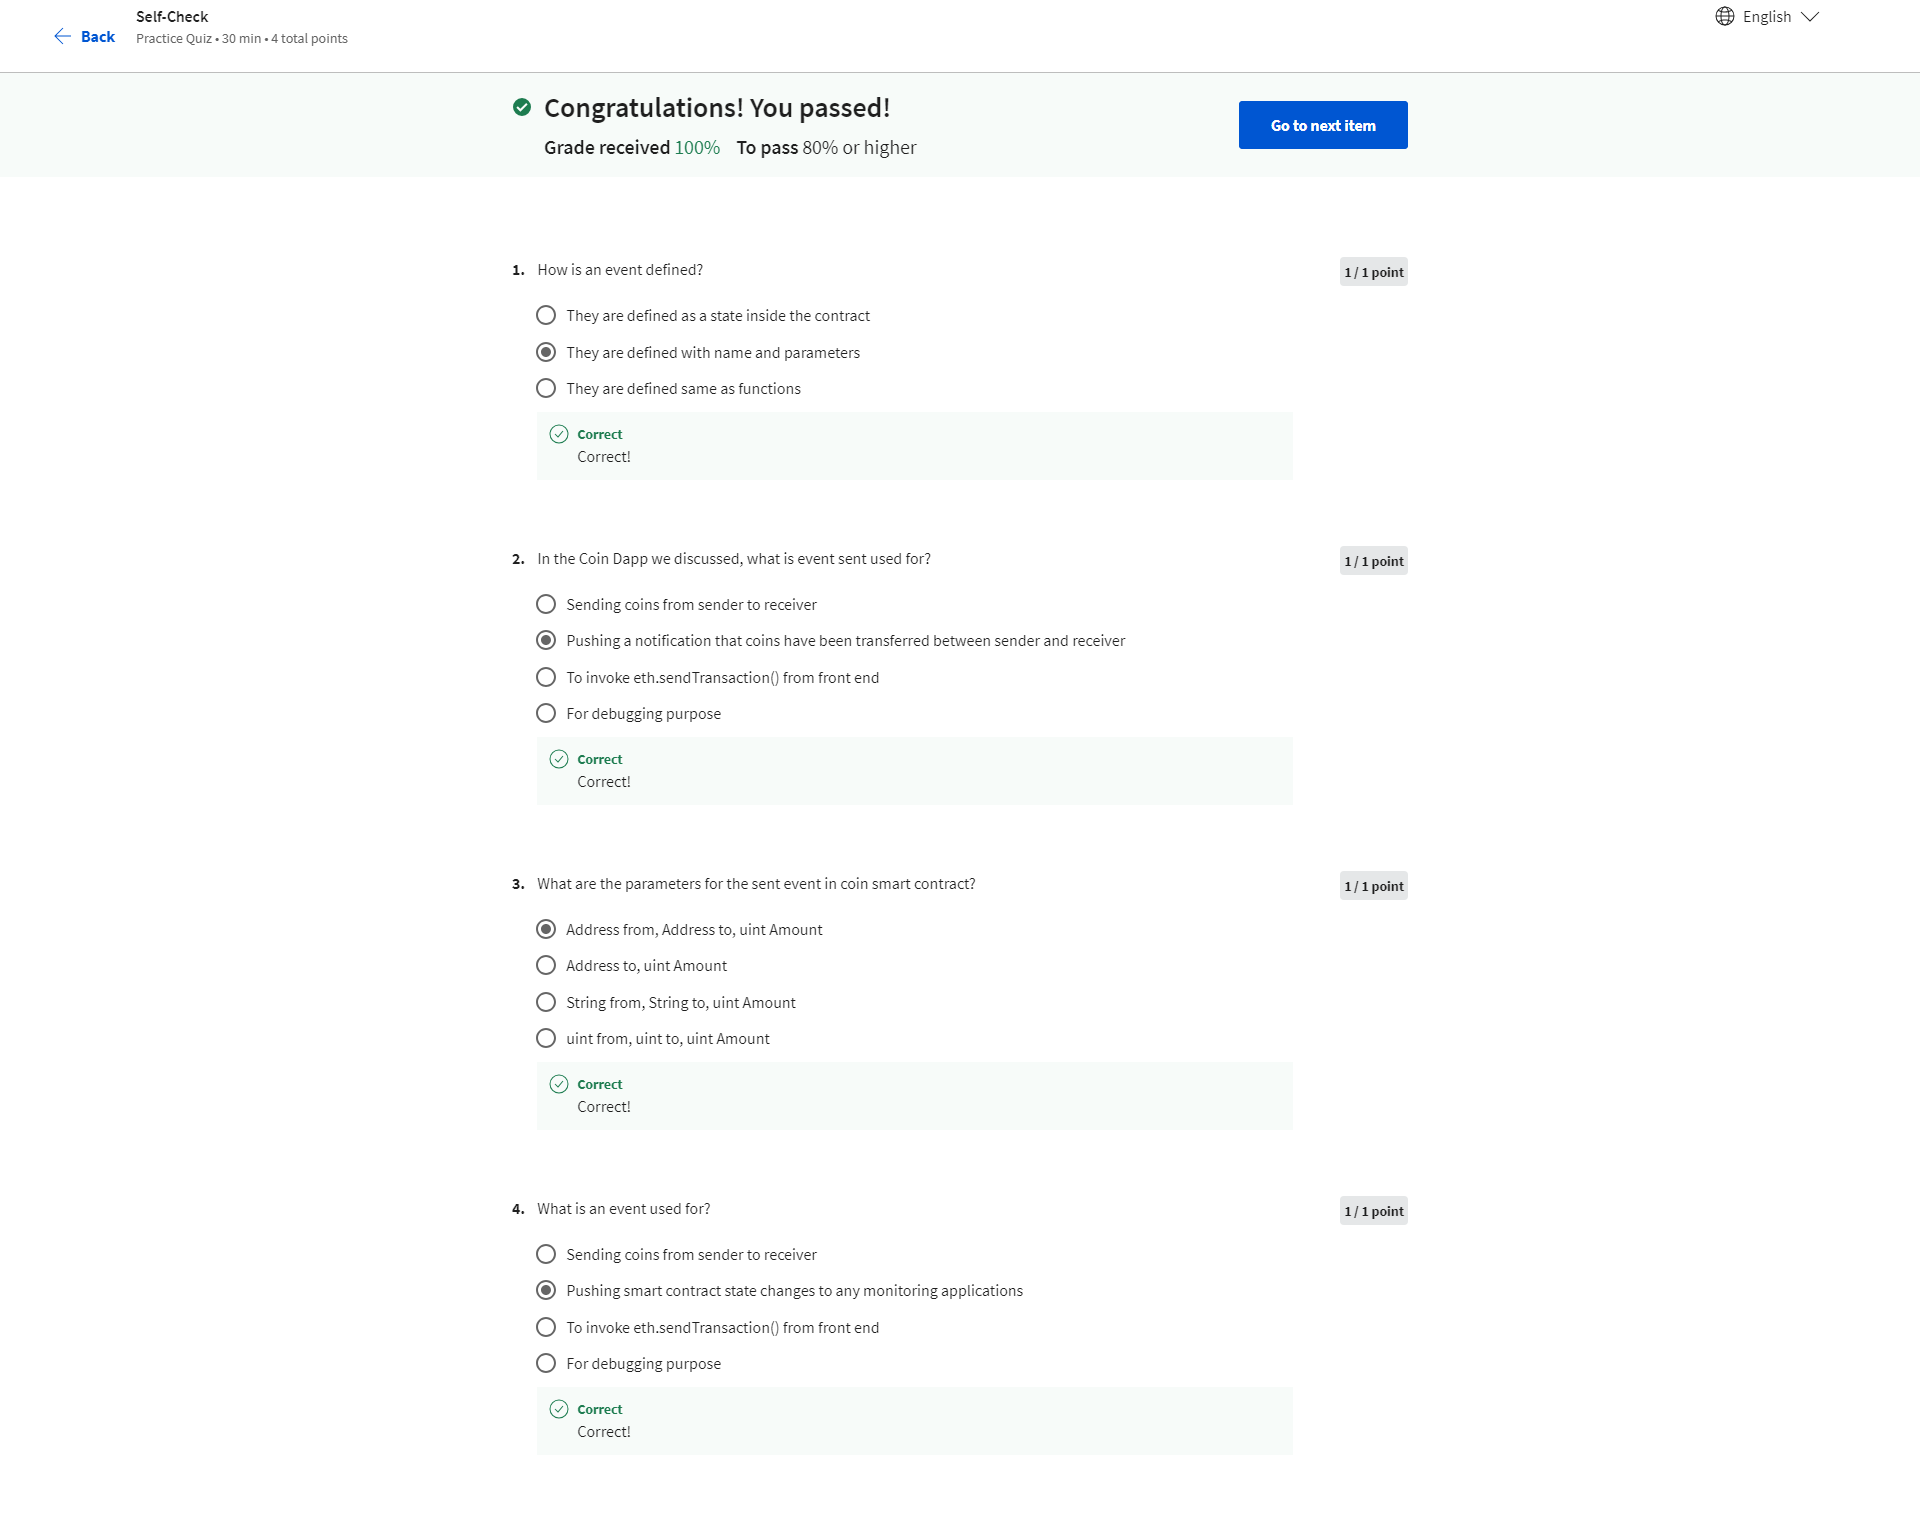 Self-Check
Back
Practice Quiz • 30 min • 4 total points
English
Congratulations! You passed!
Grade received 100% To pass 80% or higher
Go to next item
1. How is an event defined?
1 / 1 point
They are defined as a state inside the contract
They are defined with name and parameters
They are defined same as functions
Correct
Correct!
2. In the Coin Dapp we discussed, what is event sent used for?
1 / 1 point
Sending coins from sender to receiver
Pushing a notification that coins have been transferred between sender and receiver
To invoke eth.sendTransaction() from front end
For debugging purpose
Correct
Correct!
3. What are the parameters for the sent event in coin smart contract?
1 / 1 point
Address from, Address to, uint Amount
Address to, uint Amount
String from, String to, uint Amount
uint from, uint to, uint Amount
Correct
Correct!
4. What is an event used for?
1 / 1 point
Sending coins from sender to receiver
Pushing smart contract state changes to any monitoring applications
To invoke eth.sendTransaction() from front end
For debugging purpose
Correct
Correct!